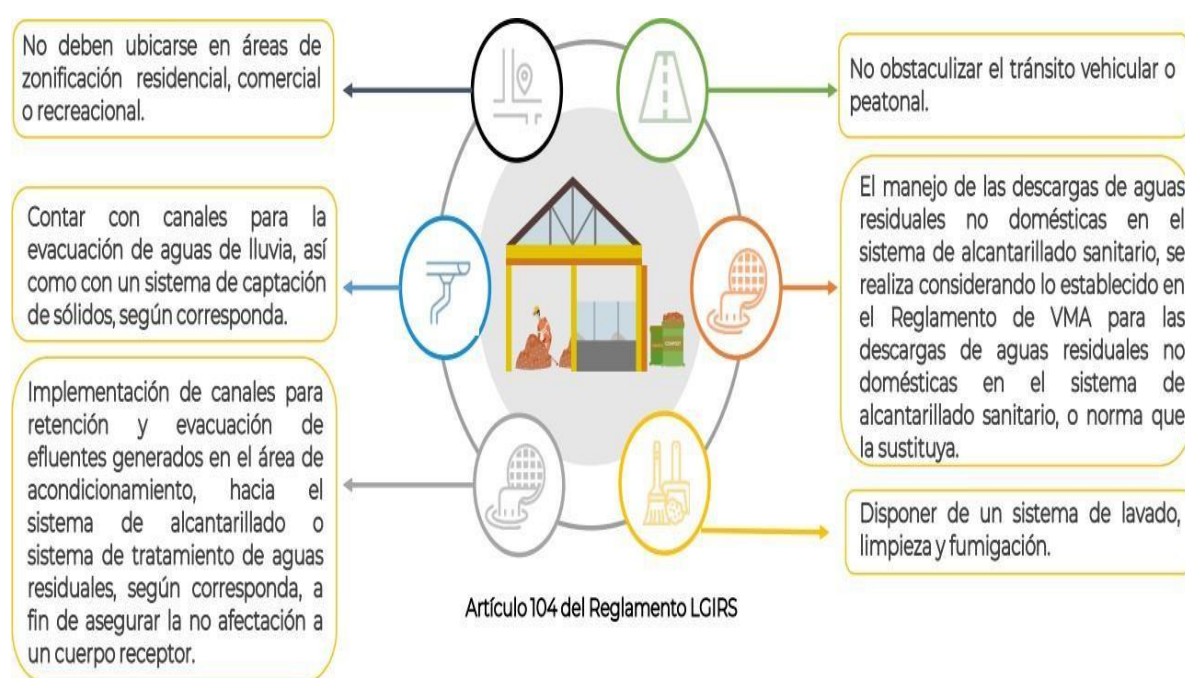 No deben ubicarse en áreas de
zonificación residencial, comercial
o recreacional.
Contar con canales para la
evacuación de aguas de lluvia, así
como con un sistema de captación
de sólidos, según corresponda.
Implementación de canales para
retención y evacuación de
efluentes generados en el área de
acondicionamiento, hacia el
sistema de alcantarillado o
sistema de tratamiento de aguas
residuales, según corresponda, a
fin de asegurar la no afectación a
un cuerpo receptor.
No obstaculizar el tránsito vehicular o
peatonal.
El manejo de las descargas de aguas
residuales no domésticas en el
sistema de alcantarillado sanitario, se
realiza considerando lo establecido en
el Reglamento de VMA para las
descargas de aguas residuales no
domésticas en el sistema de
alcantarillado sanitario, o norma que
la sustituya.
Disponer de un sistema de lavado,
limpieza y fumigación.
COMPOST
Artículo 104 del Reglamento LGIRS